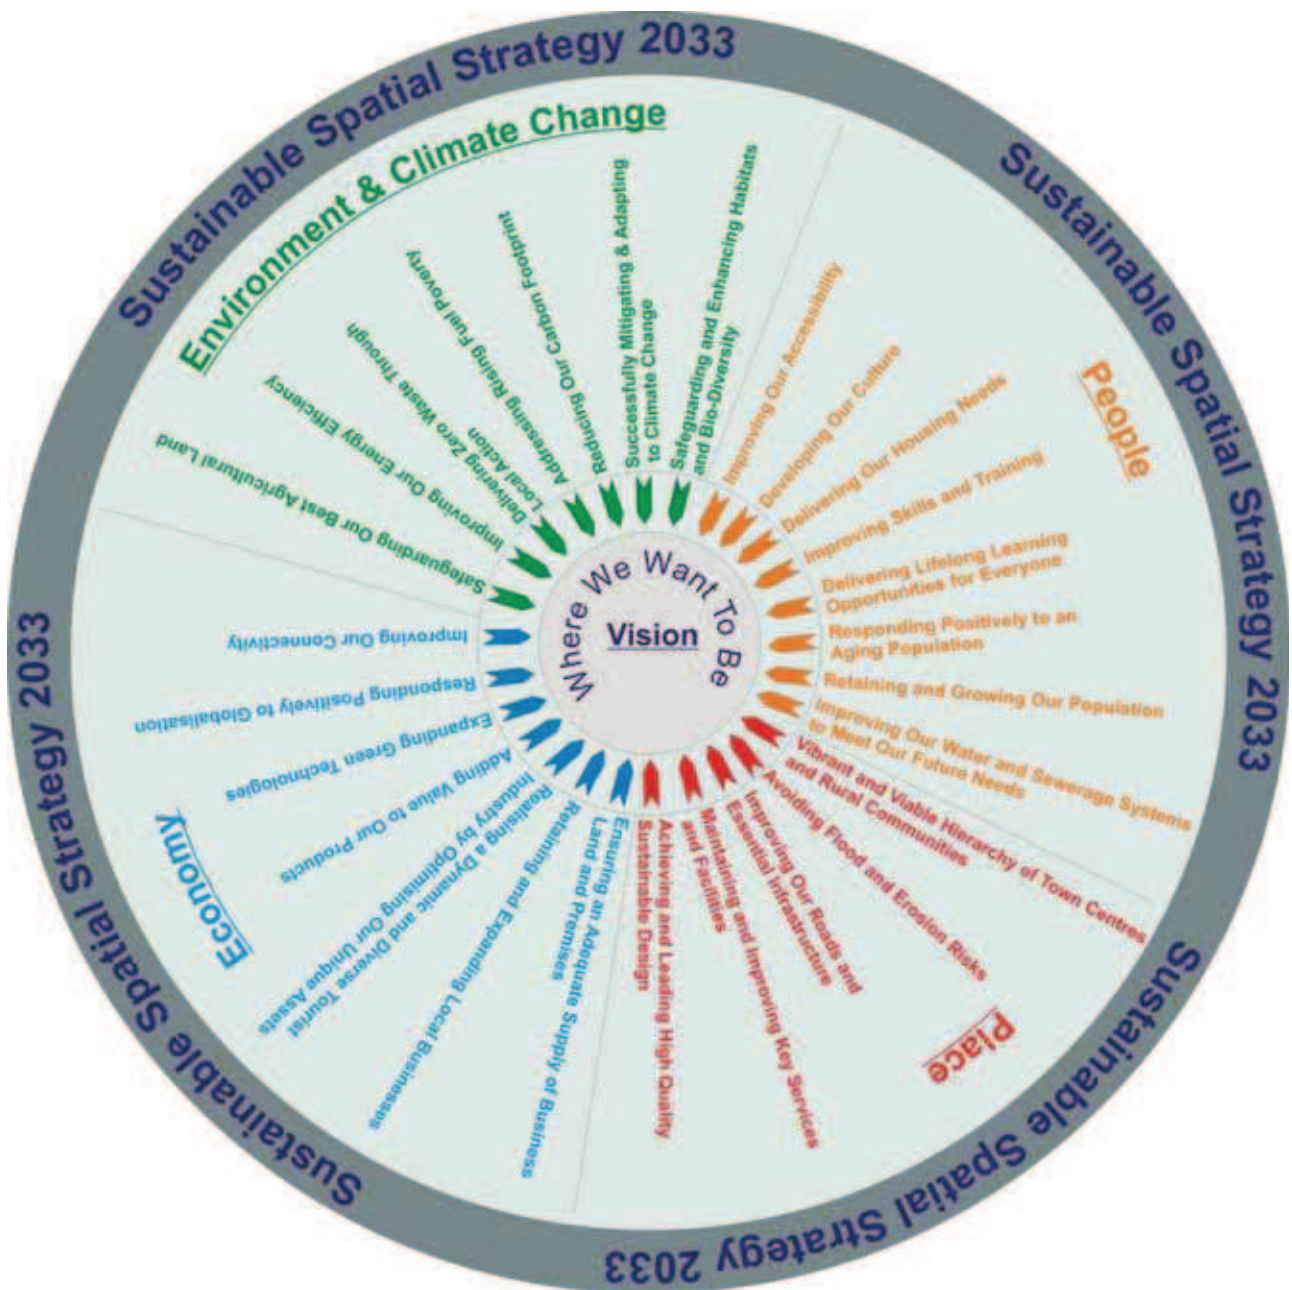 Sustainable Spatial Strategy 2033
Sustainable Spatial Strategy 2033
Sustainable Spatial Strategy 2033
Sustainable Spatial Strategy 2033
Environment & Climate Change
Safeguarding Our Best Agricultural Land
Improving Our Energy Efficiency
Delivering Zero Waste Through
Local Action
Addressing Rising Fuel Poverty
Reducing Our Carbon Footprint
Successfully Mitigating & Adapting
to Climate Change
Safeguarding and Enhancing Habitats
and Bio-Diversity
People
Improving Our Accessibility
Developing Our Culture
Delivering Our Housing Needs
Improving Skills and Training
Delivering Lifelong Learning
Opportunities for Everyone
Responding Positively to an
Aging Population
Retaining and Growing Our Population
Improving Our Water and Sewerage Systems
to Meet Our Future Needs
Place
Vibrant and Viable Hierarchy of Town Centres
and Rural Communities
Avoiding Flood and Erosion Risks
Improving Our Roads and
Essential Infrastructure
Maintaining and Improving Key Services
and Facilities
Achieving and Leading High Quality
Sustainable Design
Economy
Ensuring an Adequate Supply of Business
Land and Premises
Retaining and Expanding Local Businesses
Realising a Dynamic and Diverse Tourist
Industry by Optimising Our Unique Assets
Adding Value to Our Products
Expanding Green Technologies
Responding Positively to Globalisation
Improving Our Connectivity
Where We Want To Be
Vision